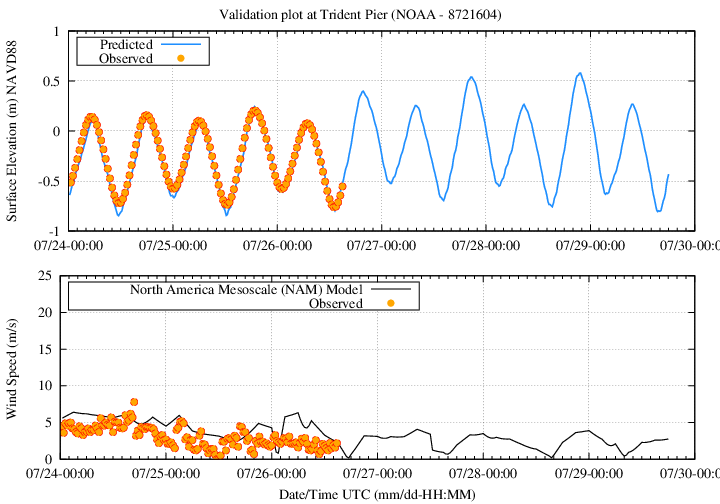 Validation plot at Trident Pier (NOAA - 8721604)
Surface Elevation (m) NAVD88
1
0.5
0
-0.5
-1
Predicted
Observed
07/24-00:00 07/25-00:00 07/26-00:00 07/27-00:00 07/28-00:00 07/29-00:00 07/30-00:00
Wind Speed (m/s)
25
20
15
10
5
0
North America Mesoscale (NAM) Model
Observed
07/24-00:00 07/25-00:00 07/26-00:00 07/27-00:00 07/28-00:00 07/29-00:00 07/30-00:00
Date/Time UTC (mm/dd-HH:MM)